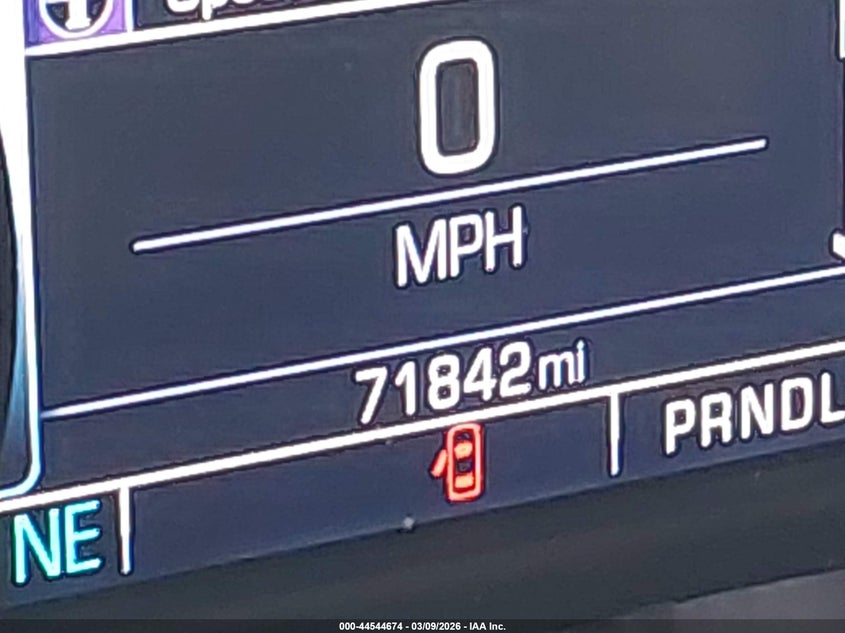 0
MPH
71842mi
PRNDL
NE
000-44544674 - 03/09/2026 - IAA Inc.